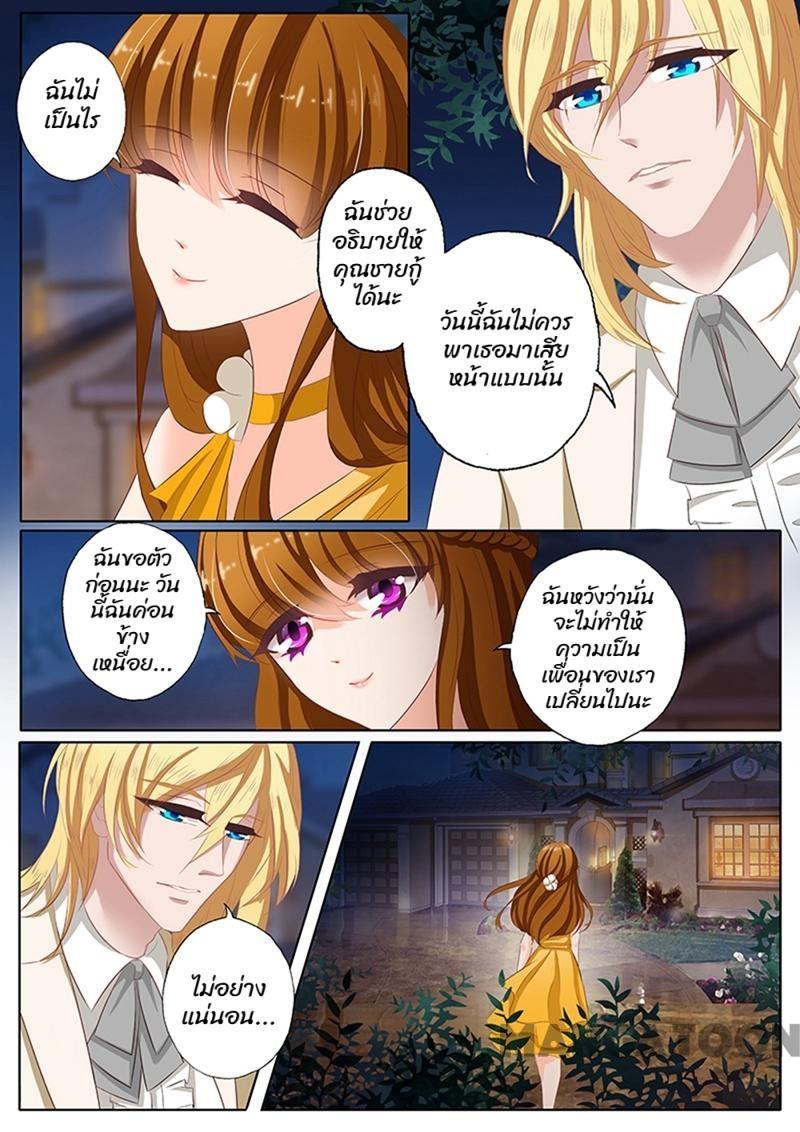 ฉันไม่
เป็นไร
ฉันช่วย
อธิบายให้
คุณชายกู้
ได้นะ
วันนี้ฉันไม่ควร
พาเธอมาเสีย
หน้าแบบนั้น
ฉันขอตัว
ก่อนนะ วัน
นี้ฉันค่อน
ข้าง
เหนื่อย...
ฉันหวังว่านั่น
จะไม่ทำให้
ความเป็น
เพื่อนของเรา
เปลี่ยนไปนะ
ไม่อย่าง
แน่นอน...
MANGATOON